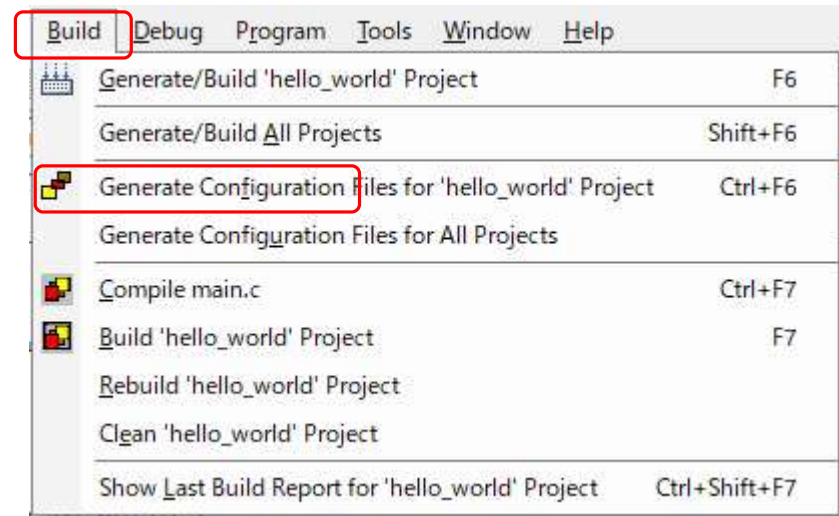 Build Debug Program Tools Window Help
Generate/Build 'hello_world' Project F6
Generate/Build All Projects Shift+F6
Generate Configuration Files for 'hello_world' Project Ctrl+F6
Generate Configuration Files for All Projects
Compile main.c Ctrl+F7
Build 'hello_world' Project F7
Rebuild 'hello_world' Project
Clean 'hello_world' Project
Show Last Build Report for 'hello_world' Project Ctrl+Shift+F7